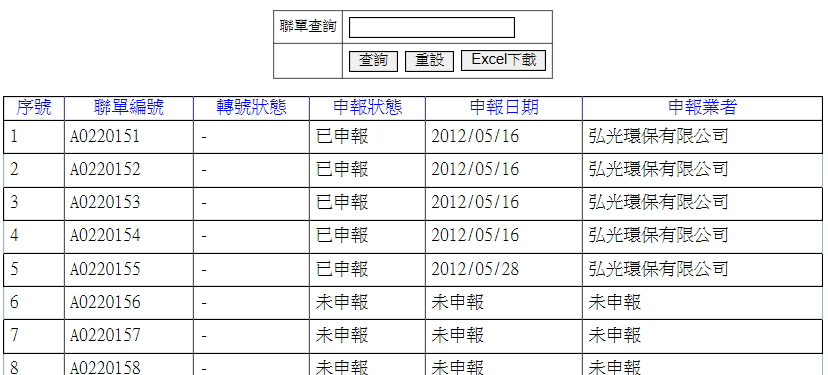 聯單查詢
查詢 重設 Excel下載
序號 聯單編號 轉號狀態 申報狀態 申報日期 申報業者
1 A0220151 - 已申報 2012/05/16 弘光環保有限公司
2 A0220152 - 已申報 2012/05/16 弘光環保有限公司
3 A0220153 - 已申報 2012/05/16 弘光環保有限公司
4 A0220154 - 已申報 2012/05/16 弘光環保有限公司
5 A0220155 - 已申報 2012/05/28 弘光環保有限公司
6 A0220156 - 未申報 未申報 未申報
7 A0220157 - 未申報 未申報 未申報
8 A0220158 - 未申報 未申報 未申報